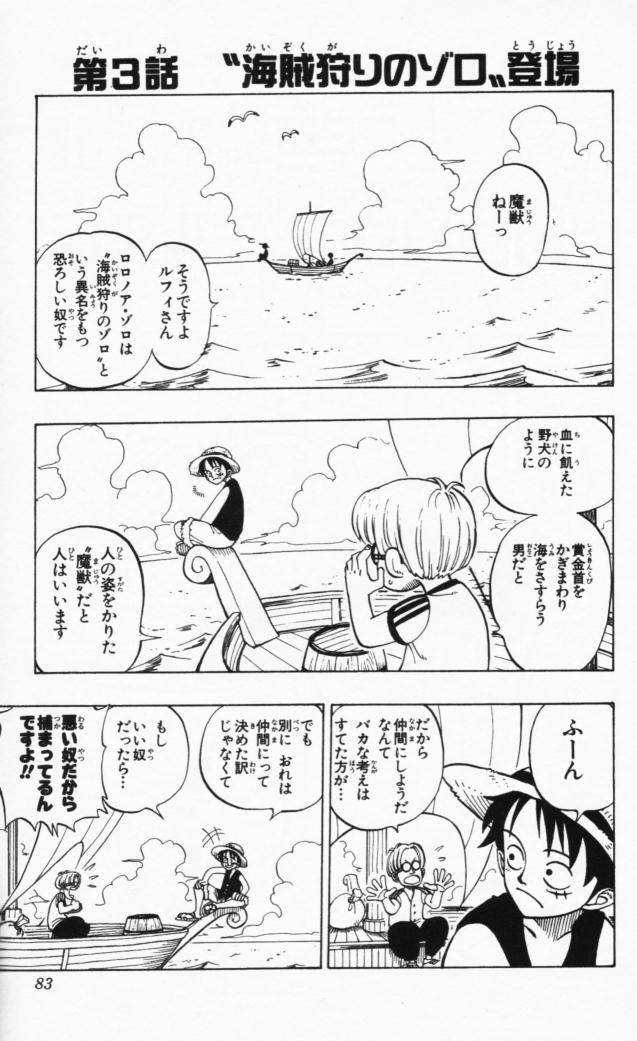 第3話 〝海賊狩りのゾロ〟登場
魔獣
ねーっ
そうですよ
ルフィさん
ロロノア・ゾロは
〝海賊狩りのゾロ〟と
いう異名をもつ
恐ろしい奴です
血に飢えた
野犬の
ように
賞金首を
かぎまわり
海をさすらう
男だと
人の姿をかりた
〝魔獣〟だと
人はいいます
ふーん
だから
仲間にしようだ
なんて
バカな考えは
すてた方が…
でも
別に おれは
仲間にって
決めた訳
じゃなくて
もし
いい奴
だったら…
悪い奴だから
捕まってるん
ですよ!!
83